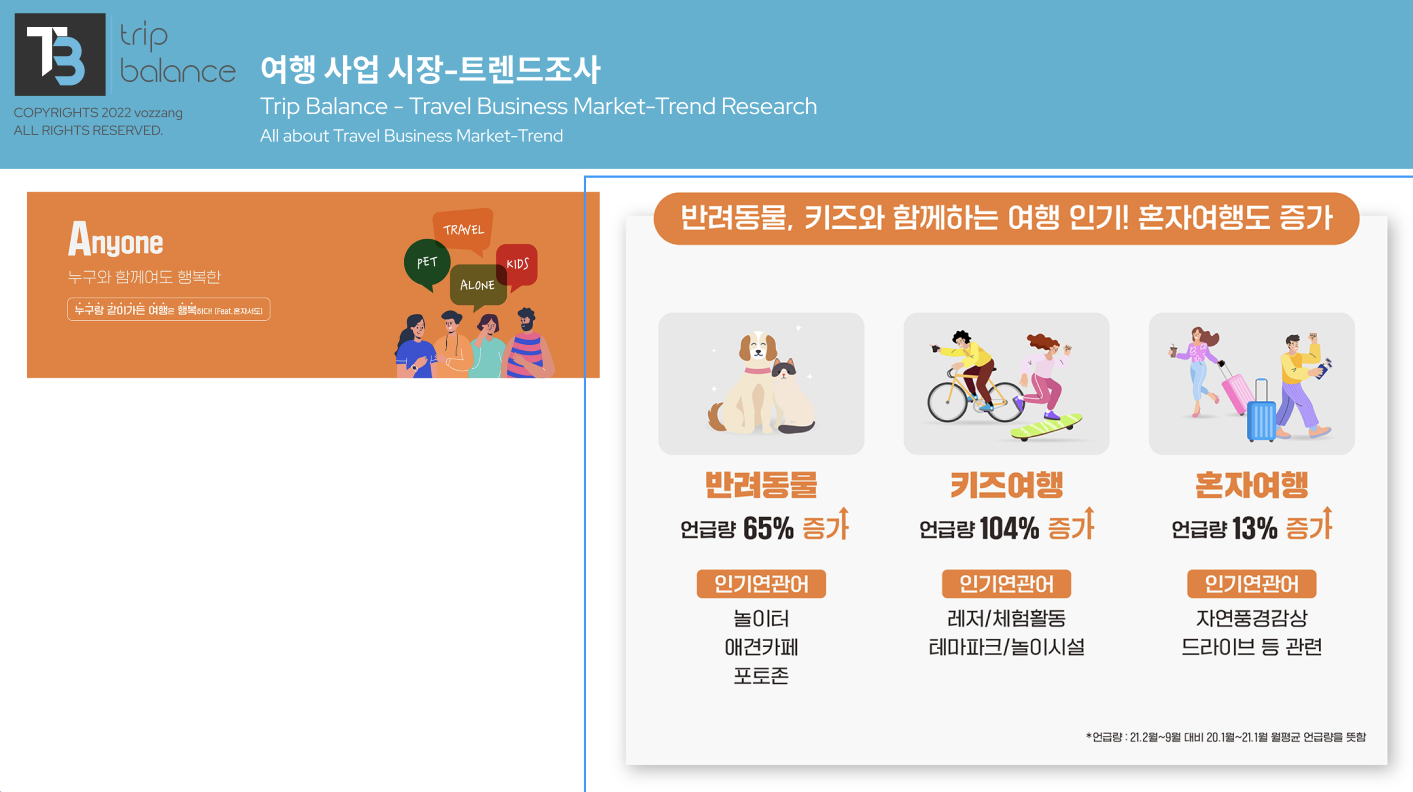 TB
trip
balance
COPYRIGHTS 2022 vozzang
ALL RIGHTS RESERVED.
여행 사업 시장-트렌드조사
Trip Balance - Travel Business Market-Trend Research
All about Travel Business Market-Trend
Anyone
누구와 함께여도 행복한
누구랑 같이가든 여행은 행복하다! (Feat.혼자서도)
TRAVEL
PET
KIDS
ALONE
반려동물, 키즈와 함께하는 여행 인기! 혼자여행도 증가
반려동물
언급량 65% 증가
인기연관어
놀이터
애견카페
포토존
키즈여행
언급량 104% 증가
인기연관어
레저/체험활동
테마파크/놀이시설
혼자여행
언급량 13% 증가
인기연관어
자연풍경감상
드라이브 등 관련
*언급량 : 21.2월~9월 대비 20.1월~21.1월 월평균 언급량을 뜻함